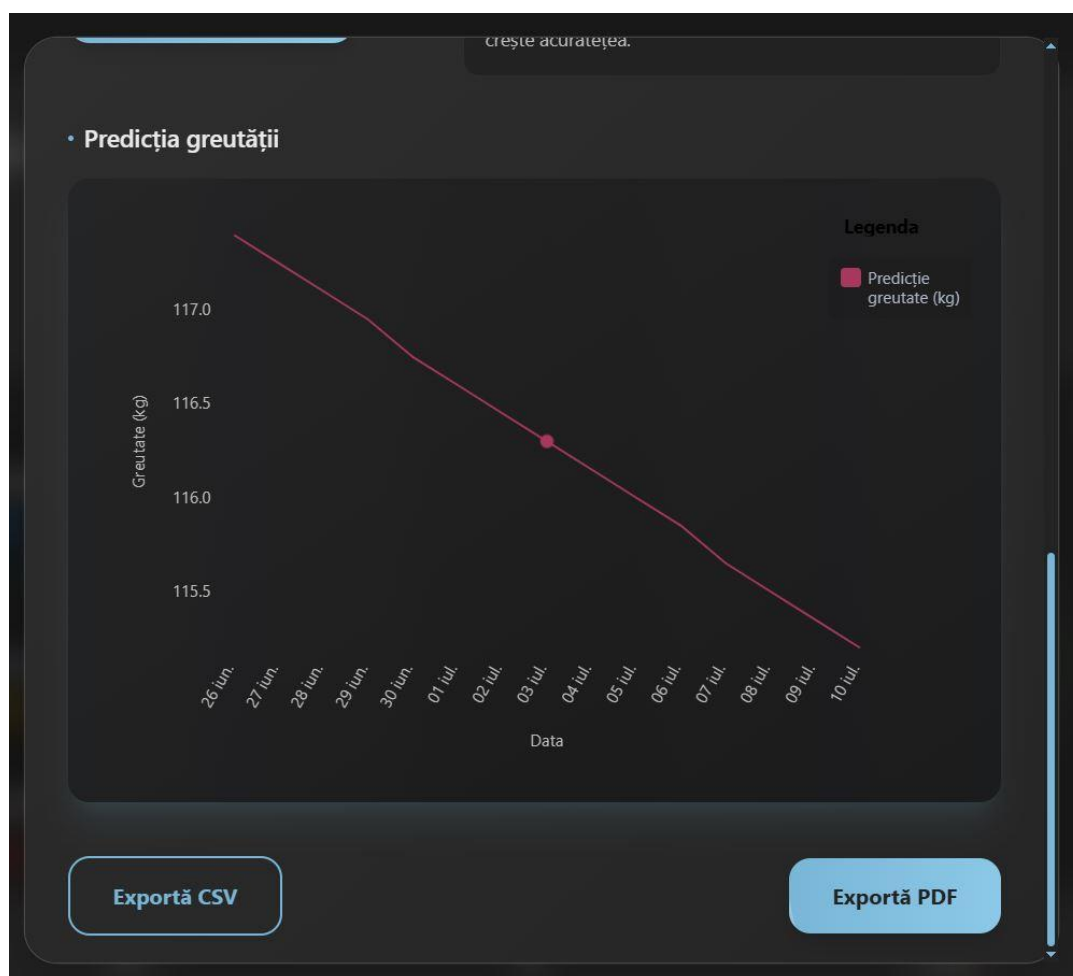 crește acuratețea.
• Predicția greutății
Legenda
Predicție
greutate (kg)
117.0
116.5
116.0
115.5
Greutate (kg)
26 iun.
27 iun.
28 iun.
29 iun.
30 iun.
01 iul.
02 iul.
03 iul.
04 iul.
05 iul.
06 iul.
07 iul.
08 iul.
09 iul.
10 iul.
Data
Exportă CSV
Exportă PDF